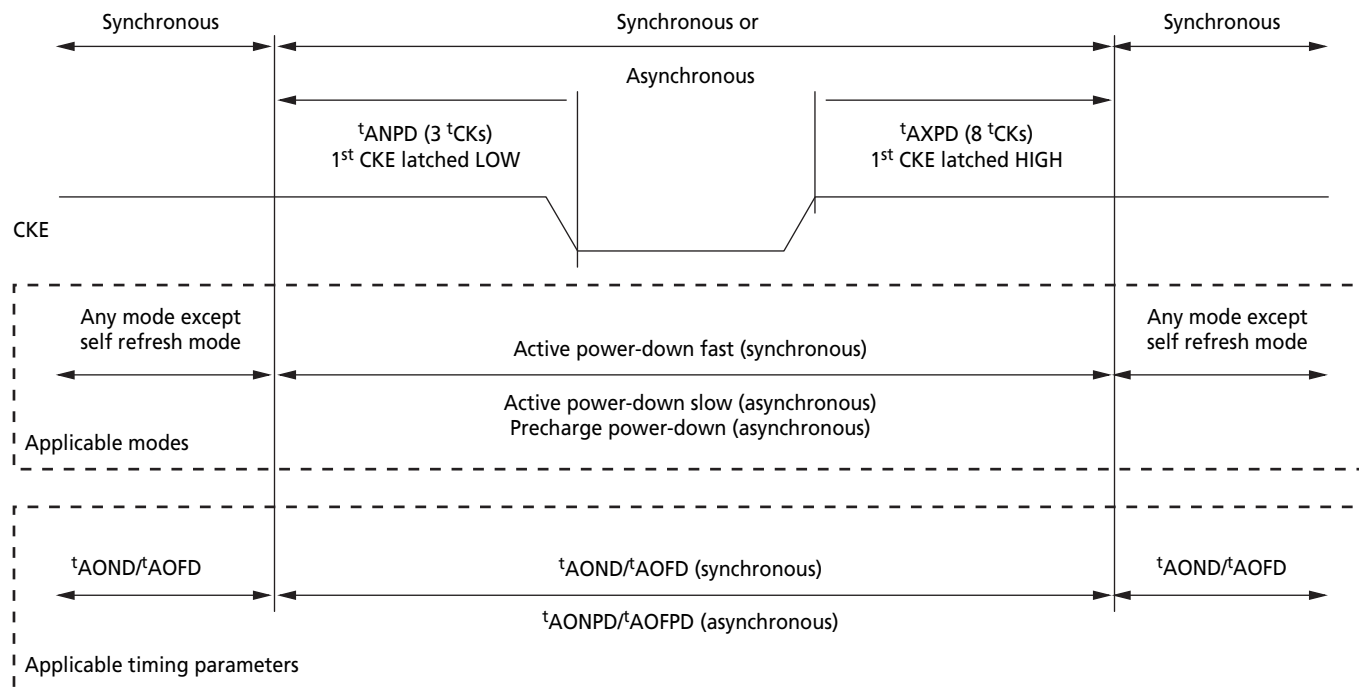 Synchronous
Synchronous or
Synchronous
Asynchronous
tANPD (3 tCKs)
1st CKE latched LOW
tAXPD (8 tCKs)
1st CKE latched HIGH
CKE
Any mode except
self refresh mode
Active power-down fast (synchronous)
Any mode except
self refresh mode
Active power-down slow (asynchronous)
Precharge power-down (asynchronous)
Applicable modes
tAOND/tAOFD
tAOND/tAOFD (synchronous)
tAOND/tAOFD
tAONPD/tAOFPD (asynchronous)
Applicable timing parameters